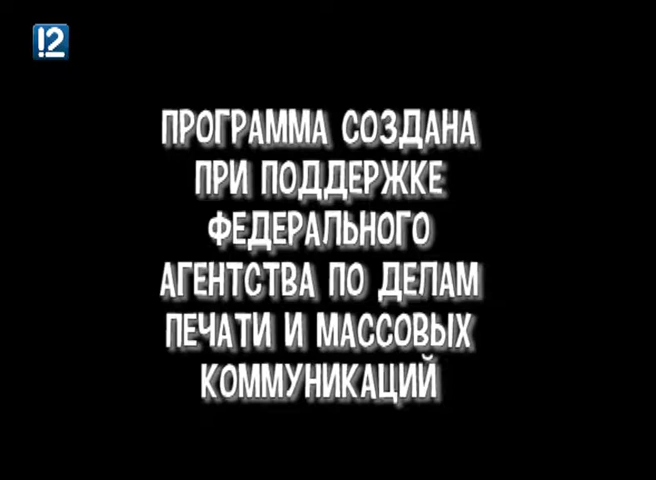 12
ПРОГРАММА СОЗДАНА
ПРИ ПОДДЕРЖКЕ
ФЕДЕРАЛЬНОГО
АГЕНТСТВА ПО ДЕЛАМ
ПЕЧАТИ И МАССОВЫХ
КОММУНИКАЦИЙ